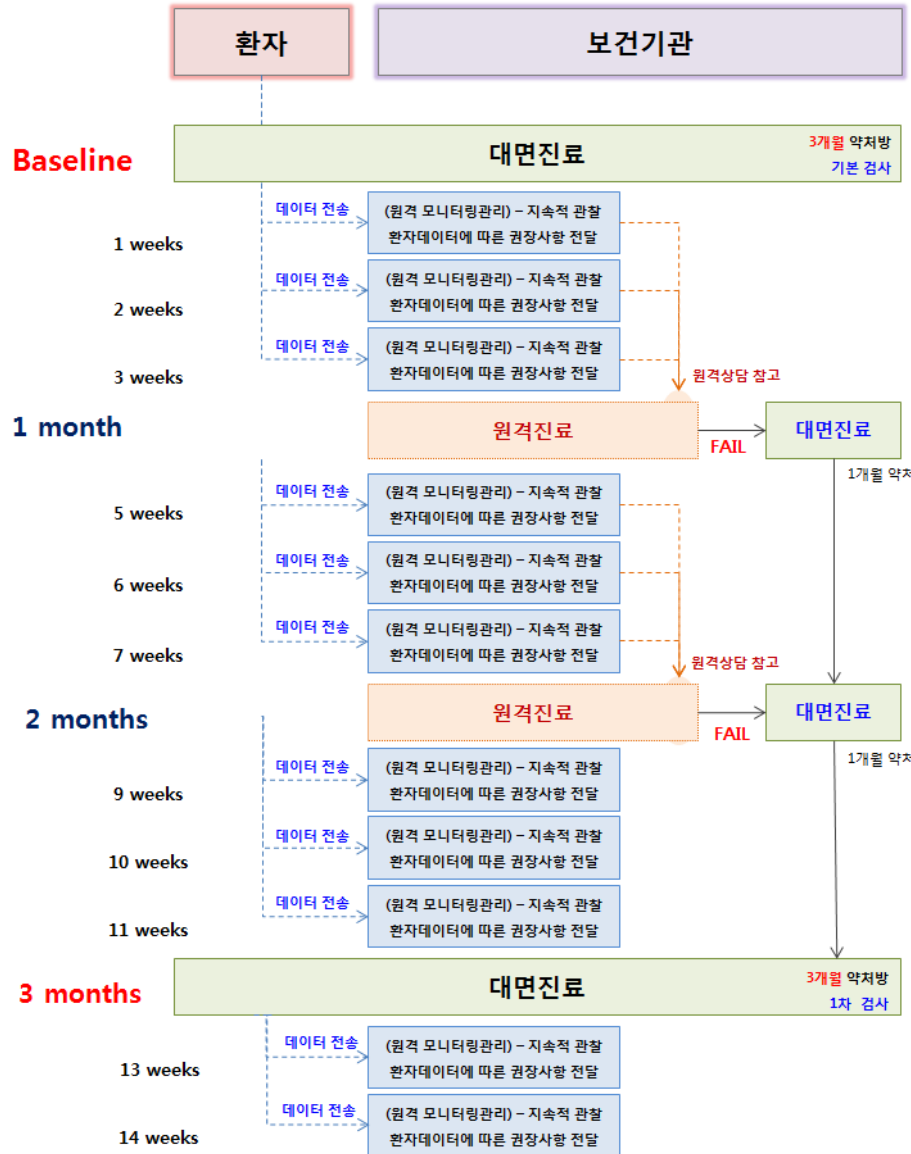 환자
보건기관
Baseline
대면진료
3개월 약처방
기본 검사
데이터 전송
(원격 모니터링관리) – 지속적 관찰
환자데이터에 따른 권장사항 전달
1 weeks
데이터 전송
(원격 모니터링관리) – 지속적 관찰
환자데이터에 따른 권장사항 전달
2 weeks
데이터 전송
(원격 모니터링관리) – 지속적 관찰
환자데이터에 따른 권장사항 전달
3 weeks
원격상담 참고
1 month
원격진료
FAIL
대면진료
1개월 약처
데이터 전송
(원격 모니터링관리) – 지속적 관찰
환자데이터에 따른 권장사항 전달
5 weeks
데이터 전송
(원격 모니터링관리) – 지속적 관찰
환자데이터에 따른 권장사항 전달
6 weeks
데이터 전송
(원격 모니터링관리) – 지속적 관찰
환자데이터에 따른 권장사항 전달
7 weeks
원격상담 참고
2 months
원격진료
FAIL
대면진료
1개월 약처
데이터 전송
(원격 모니터링관리) – 지속적 관찰
환자데이터에 따른 권장사항 전달
9 weeks
데이터 전송
(원격 모니터링관리) – 지속적 관찰
환자데이터에 따른 권장사항 전달
10 weeks
데이터 전송
(원격 모니터링관리) – 지속적 관찰
환자데이터에 따른 권장사항 전달
11 weeks
3 months
대면진료
3개월 약처방
1차 검사
데이터 전송
(원격 모니터링관리) – 지속적 관찰
환자데이터에 따른 권장사항 전달
13 weeks
데이터 전송
(원격 모니터링관리) – 지속적 관찰
환자데이터에 따른 권장사항 전달
14 weeks